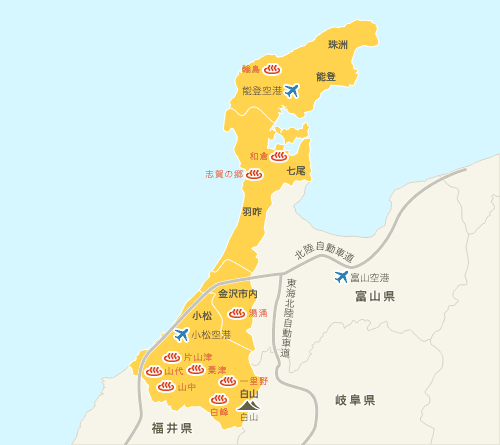 珠洲
輪島
能登
能登空港
和倉
志賀の郷
七尾
羽咋
北陸自動車道
富山空港
富山県
東海北陸自動車道
金沢市内
湯涌
小松
小松空港
片山津
山代
粟津
山中
一里野
白峰
白山
白山
岐阜県
福井県